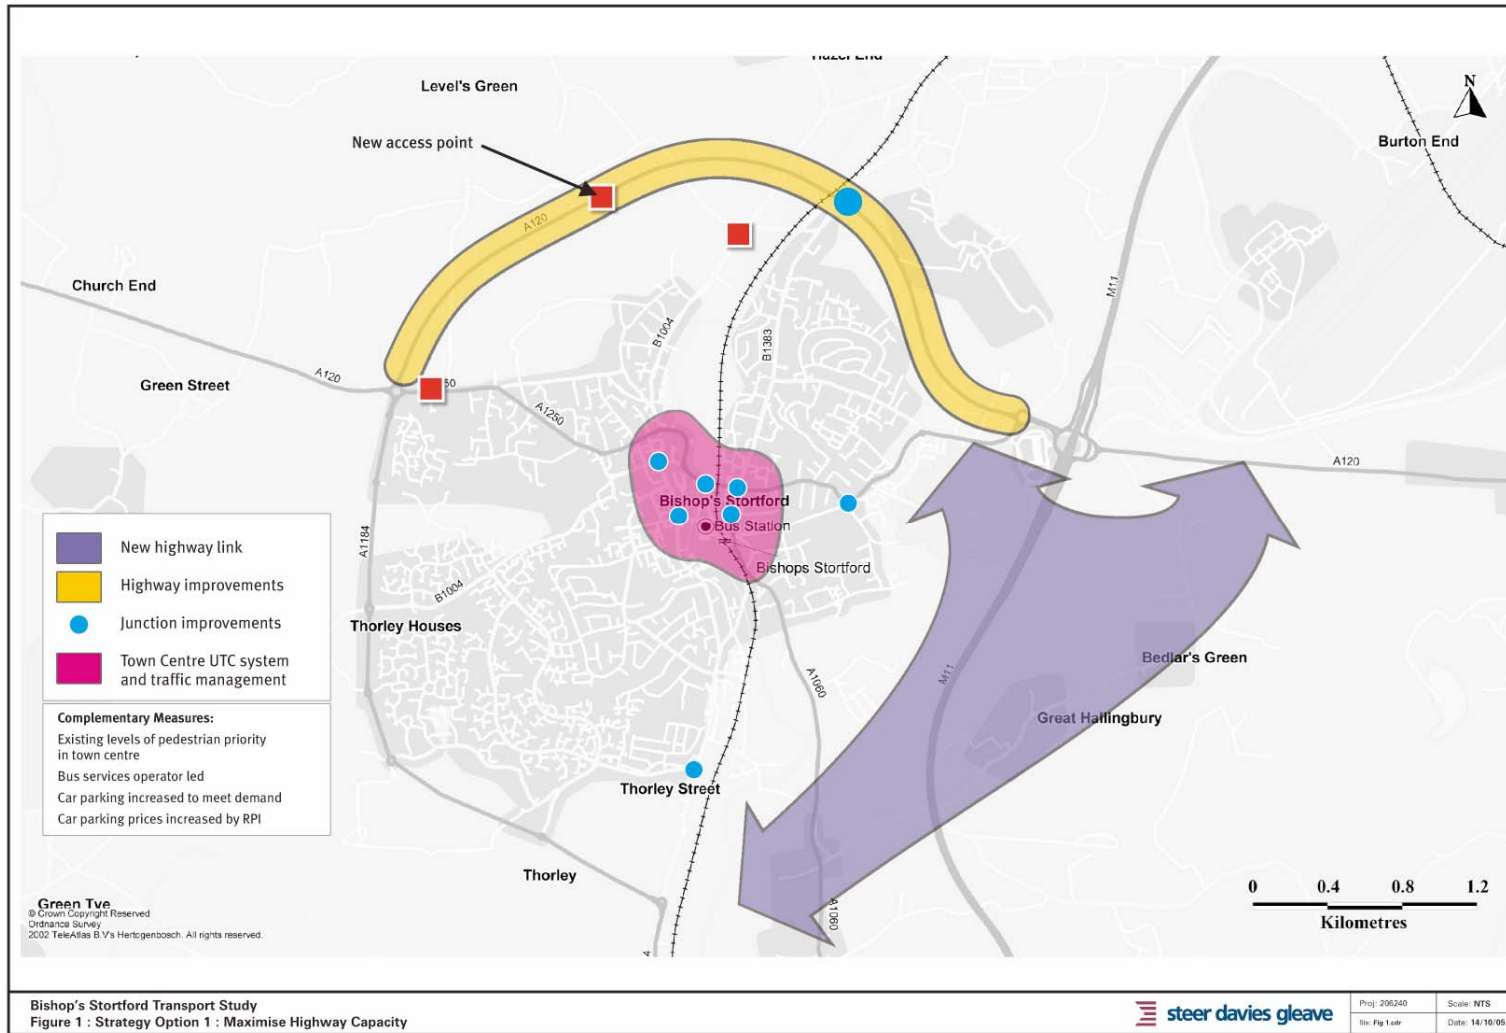 Hazel End
Level's Green
N
New access point
Burton End
A120
M11
Church End
B1004
B1383
Green Street
A120
A1250
A120
Bishop's Stortford
Bus Station
Bishops Stortford
A1184
B1004
Thorley Houses
A1060
M11
Bedlar's Green
Great Hallingbury
Thorley Street
Thorley
A1060
New highway link
Highway improvements
Junction improvements
Town Centre UTC system
and traffic management
Complementary Measures:
Existing levels of pedestrian priority
in town centre
Bus services operator led
Car parking increased to meet demand
Car parking prices increased by RPI
Green Tye
© Crown Copyright Reserved
Ordnance Survey
2002 TeleAtlas B.V's Hertogenbosch. All rights reserved.
0 0.4 0.8 1.2
Kilometres
Bishop's Stortford Transport Study
Figure 1 : Strategy Option 1 : Maximise Highway Capacity
steer davies gleave
Proj: 206240
Scale: NTS
file: Fig 1.cdr
Date: 14/10/05